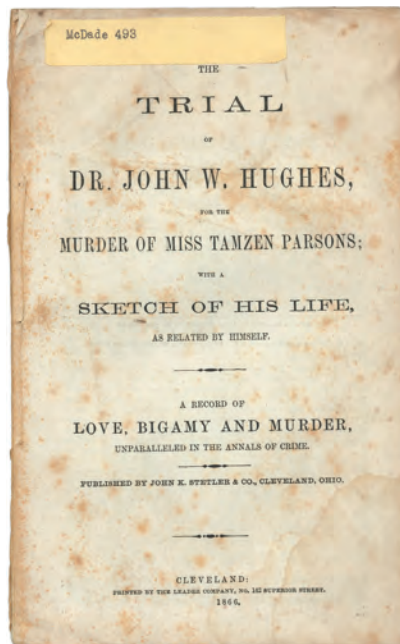 McDade 493
THE
TRIAL
OF
DR. JOHN W. HUGHES,
FOR THE
MURDER OF MISS TAMZEN PARSONS;
WITH A
SKETCH OF HIS LIFE,
AS RELATED BY HIMSELF.
A RECORD OF
LOVE, BIGAMY AND MURDER,
UNPARALLELED IN THE ANNALS OF CRIME.
PUBLISHED BY JOHN K. STETLER & CO., CLEVELAND, OHIO.
CLEVELAND:
PRINTED BY THE LEADER COMPANY, NO. 142 SUPERIOR STREET.
1866.